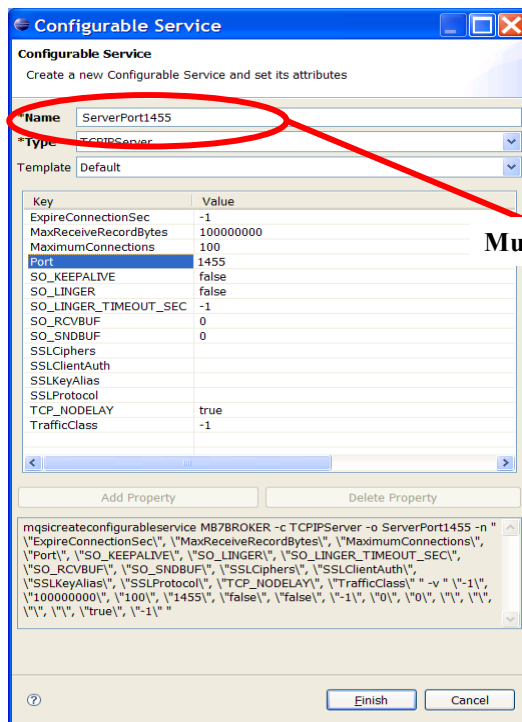 Configurable Service
Configurable Service
Create a new Configurable Service and set its attributes
*Name ServerPort1455
*Type TCPIPServer
Template Default
Key Value
ExpireConnectionSec -1
MaxReceiveRecordBytes 100000000
MaximumConnections 100
Port 1455
SO_KEEPALIVE false
SO_LINGER false
SO_LINGER_TIMEOUT_SEC -1
SO_RCVBUF 0
SO_SNDBUF 0
SSLCiphers
SSLClientAuth
SSLKeyAlias
SSLProtocol
TCP_NODELAY true
TrafficClass -1
Mu
Add Property Delete Property
mqsicreateconfigurableservice MB7BROKER -c TCPIPServer -o ServerPort1455 -n "
\"ExpireConnectionSec\", \"MaxReceiveRecordBytes\", \"MaximumConnections\",
\"Port\", \"SO_KEEPALIVE\", \"SO_LINGER\", \"SO_LINGER_TIMEOUT_SEC\",
\"SO_RCVBUF\", \"SO_SNDBUF\", \"SSLCiphers\", \"SSLClientAuth\",
\"SSLKeyAlias\", \"SSLProtocol\", \"TCP_NODELAY\", \"TrafficClass\" " -v " \"-1\",
\"100000000\", \"100\", \"1455\", \"false\", \"false\", \"-1\", \"0\", \"0\", \"\", \"\",
\"\", \"\", \"true\", \"-1\" "
Finish Cancel